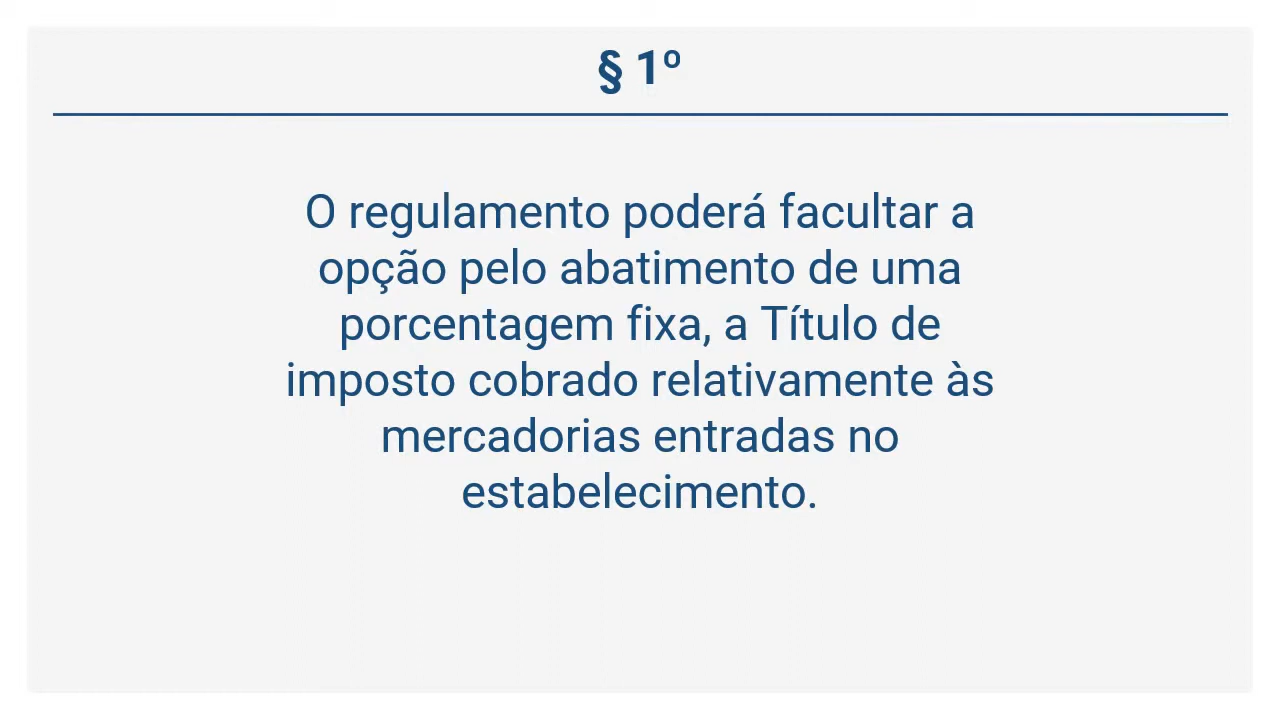 § 1º
O regulamento poderá facultar a
opção pelo abatimento de uma
porcentagem fixa, a Título de
imposto cobrado relativamente às
mercadorias entradas no
estabelecimento.